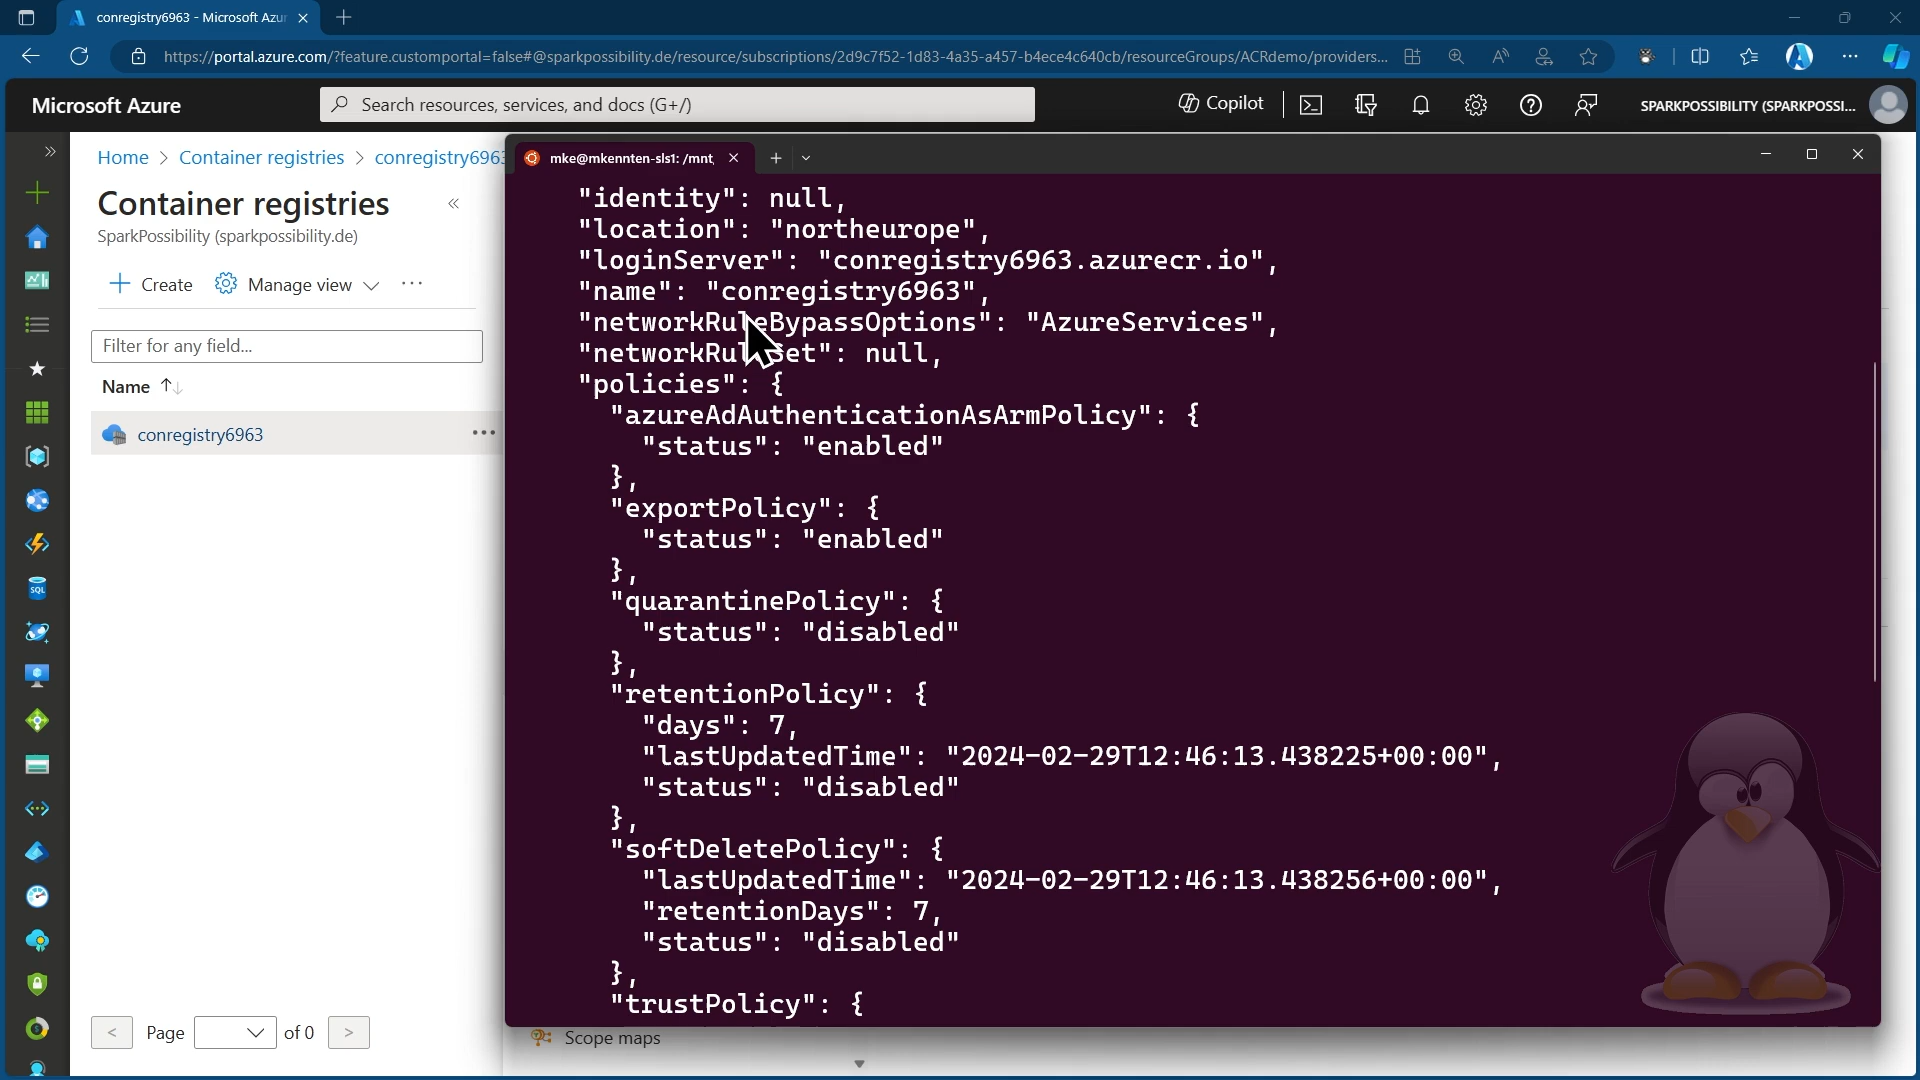 conregistry6963 - Microsoft Azu
https://portal.azure.com/?feature.customportal=false#@sparkpossibility.de/resource/subscriptions/2d9c7f52-1d83-4a35-a457-b4ece4c640cb/resourceGroups/ACRdemo/providers...
Microsoft Azure
Search resources, services, and docs (G+/)
Copilot
SPARKPOSSIBILITY (SPARKPOSSI...
Home > Container registries > conregistry6963
Container registries
SparkPossibility (sparkpossibility.de)
Create
Manage view
Filter for any field...
Name
conregistry6963
Page
of 0
mke@mkennten-sls1: /mnt
"identity": null,
"location": "northeurope",
"loginServer": "conregistry6963.azurecr.io",
"name": "conregistry6963",
"networkRuleBypassOptions": "AzureServices",
"networkRuleSet": null,
"policies": {
"azureAdAuthenticationAsArmPolicy": {
"status": "enabled"
},
"exportPolicy": {
"status": "enabled"
},
"quarantinePolicy": {
"status": "disabled"
},
"retentionPolicy": {
"days": 7,
"lastUpdatedTime": "2024-02-29T12:46:13.438225+00:00",
"status": "disabled"
},
"softDeletePolicy": {
"lastUpdatedTime": "2024-02-29T12:46:13.438256+00:00",
"retentionDays": 7,
"status": "disabled"
},
"trustPolicy": {
Scope maps